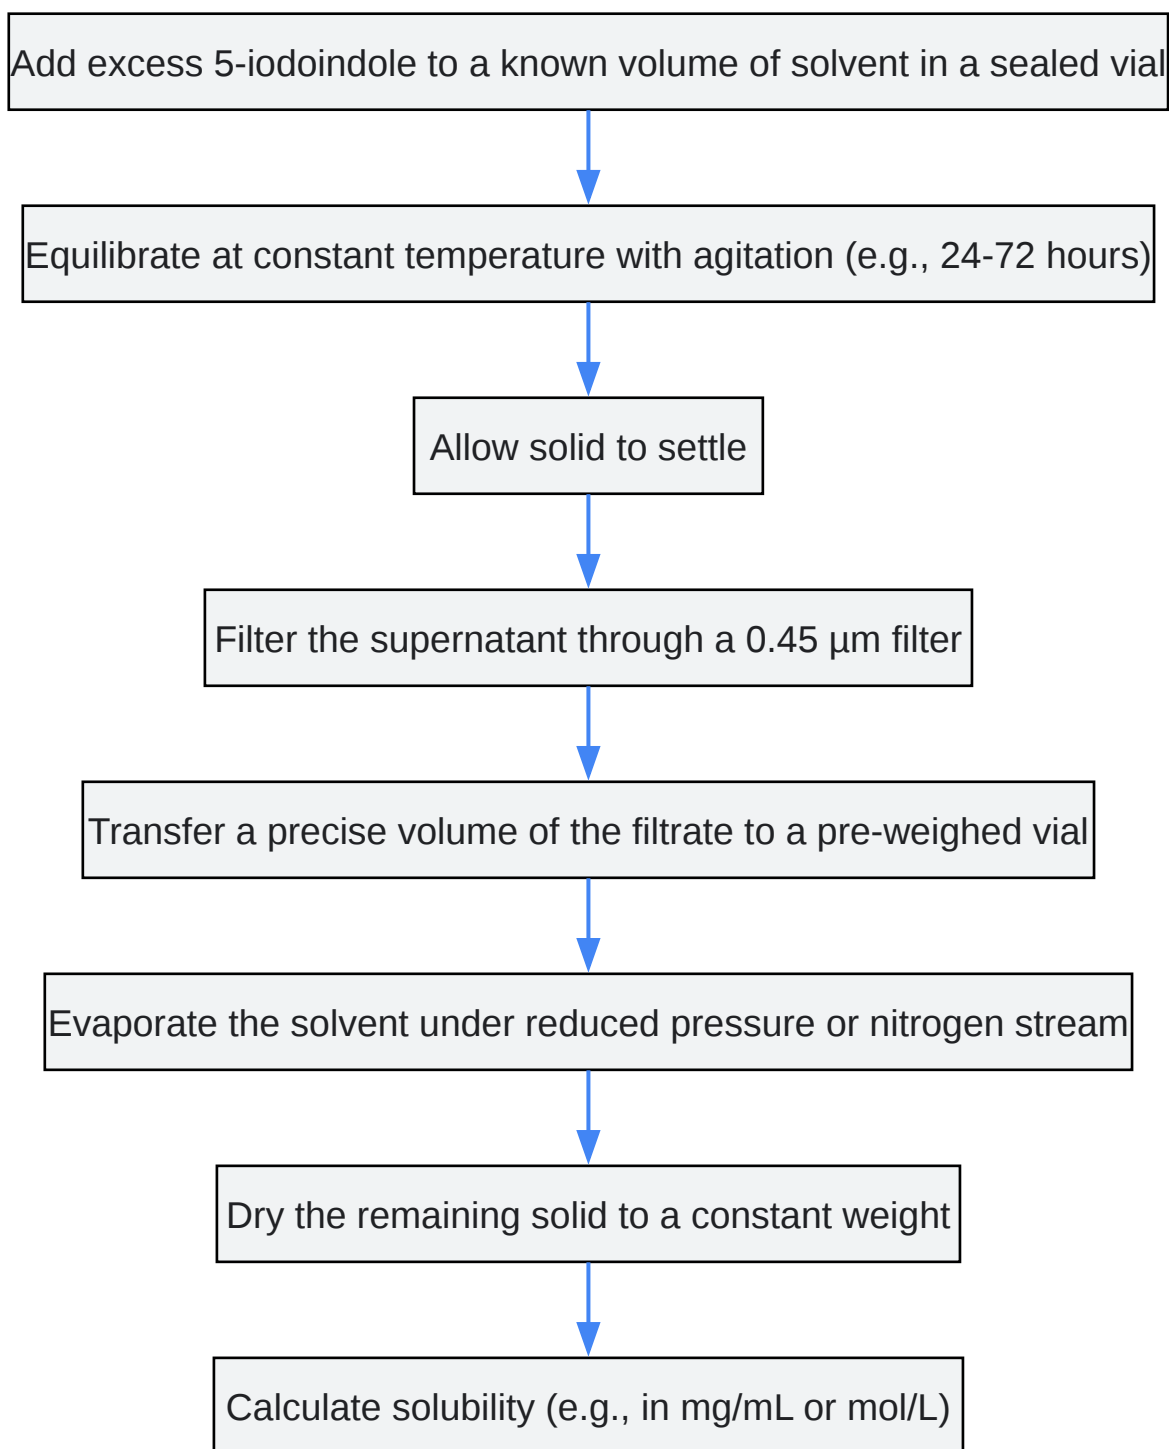 Add excess 5-iodoindole to a known volume of solvent in a sealed vial
Equilibrate at constant temperature with agitation (e.g., 24-72 hours)
Allow solid to settle
Filter the supernatant through a 0.45 µm filter
Transfer a precise volume of the filtrate to a pre-weighed vial
Evaporate the solvent under reduced pressure or nitrogen stream
Dry the remaining solid to a constant weight
Calculate solubility (e.g., in mg/mL or mol/L)